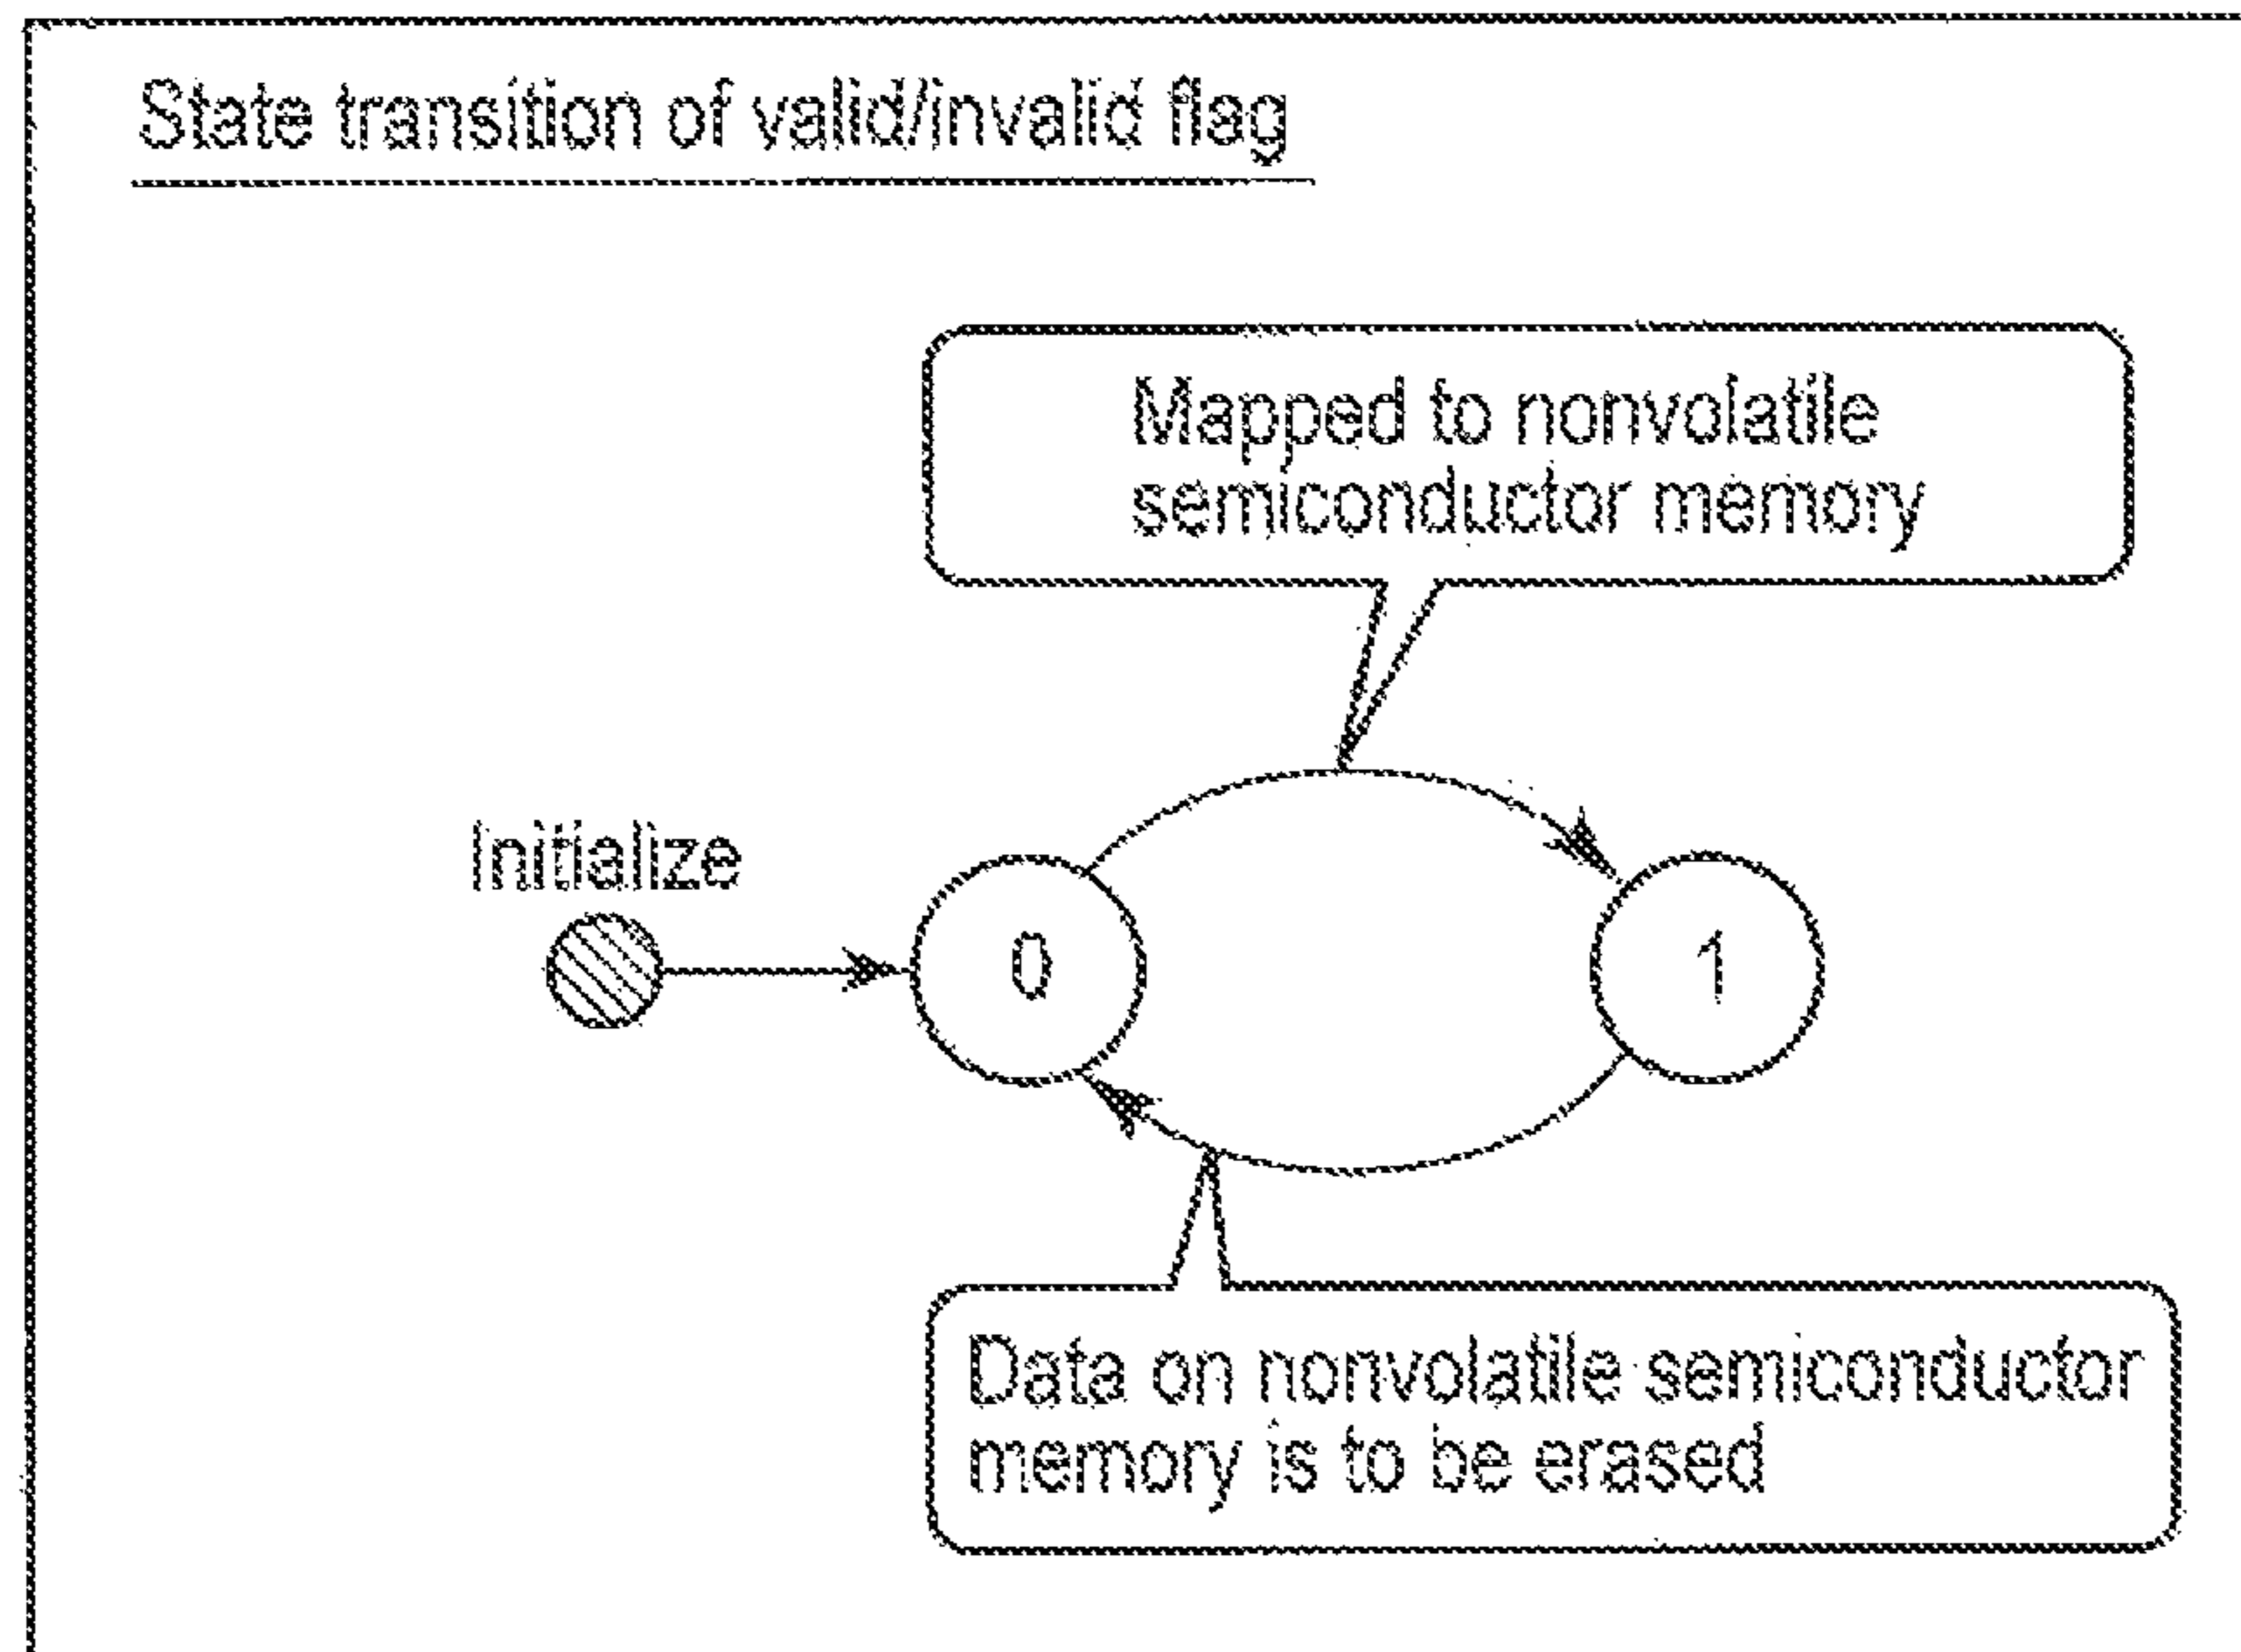 State transition of valid/invalid flag
Mapped to nonvolatile
semiconductor memory
Initialize
0
1
Data on nonvolatile semiconductor
memory is to be erased